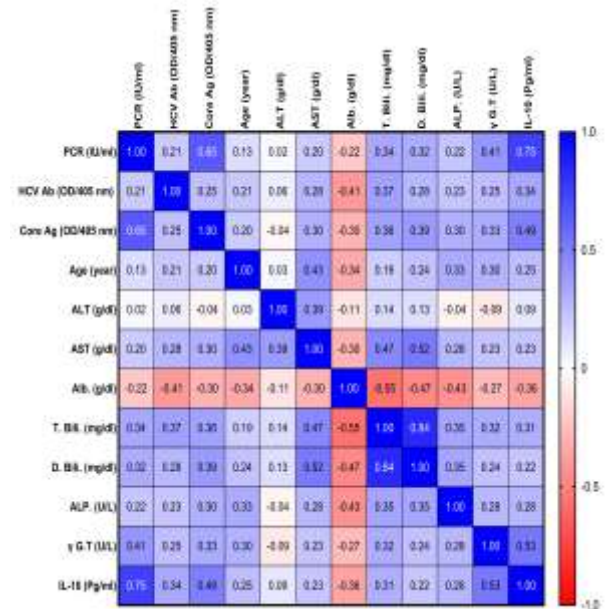 PCR (IU/ml) HCV Ab (OD/405 nm) Core Ag (OD/405 nm) Age (year) ALT (g/dl) AST (g/dl) Alb. (g/dl) T. Bili. (mg/dl) D. Bili. (mg/dl) ALP. (U/L) γ G.T (U/L) IL-10 (Pg/ml)
PCR (IU/ml) 1.00 0.21 0.65 0.13 0.02 0.20 -0.22 0.34 0.32 0.22 0.41 0.75
HCV Ab (OD/405 nm) 0.21 1.00 0.25 0.21 0.06 0.28 -0.41 0.37 0.28 0.23 0.25 0.34
Core Ag (OD/405 nm) 0.65 0.25 1.00 0.20 -0.04 0.30 -0.30 0.36 0.39 0.30 0.33 0.49
Age (year) 0.13 0.21 0.20 1.00 0.03 0.43 -0.34 0.19 0.24 0.33 0.30 0.25
ALT (g/dl) 0.02 0.06 -0.04 0.03 1.00 0.39 -0.11 0.14 0.13 -0.04 -0.09 0.09
AST (g/dl) 0.20 0.28 0.30 0.43 0.39 1.00 -0.30 0.47 0.52 0.28 0.23 0.23
Alb. (g/dl) -0.22 -0.41 -0.30 -0.34 -0.11 -0.30 1.00 -0.55 -0.47 -0.43 -0.27 -0.36
T. Bili. (mg/dl) 0.34 0.37 0.36 0.19 0.14 0.47 -0.55 1.00 0.84 0.35 0.32 0.31
D. Bili. (mg/dl) 0.32 0.28 0.39 0.24 0.13 0.52 -0.47 0.84 1.00 0.35 0.24 0.22
ALP. (U/L) 0.22 0.23 0.30 0.33 -0.04 0.28 -0.43 0.35 0.35 1.00 0.28 0.28
γ G.T (U/L) 0.41 0.25 0.33 0.30 -0.09 0.23 -0.27 0.32 0.24 0.28 1.00 0.53
IL-10 (Pg/ml) 0.75 0.34 0.49 0.25 0.09 0.23 -0.36 0.31 0.22 0.28 0.53 1.00
1.0
0.5
0
-0.5
-1.0